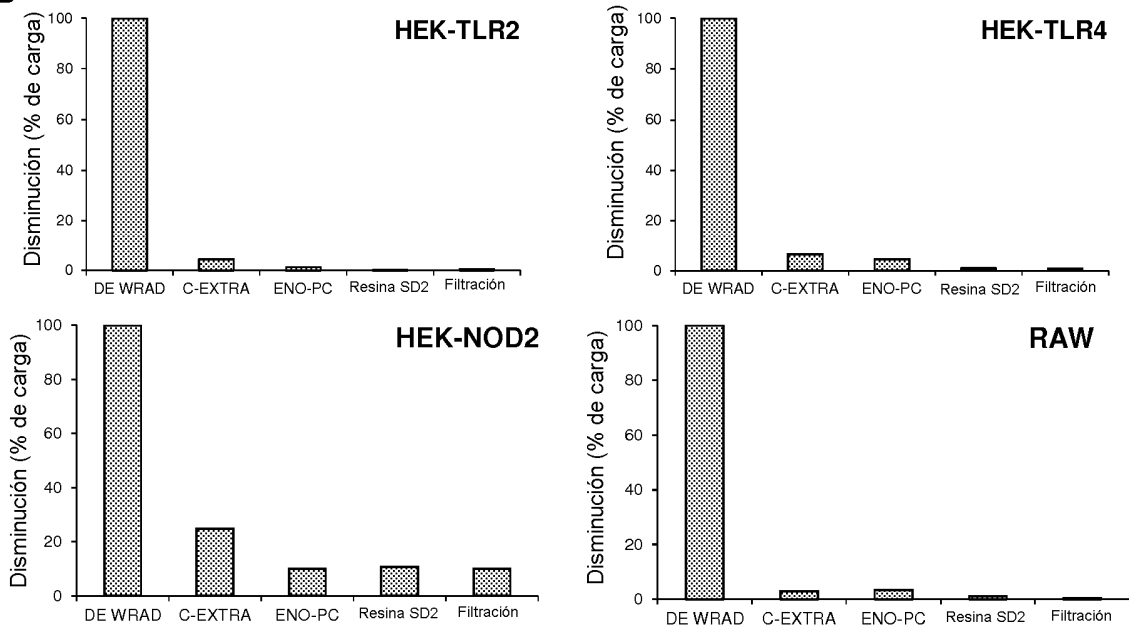 HEK-TLR2
Disminución (% de carga)
100
80
60
40
20
0
DE WRAD C-EXTRA ENO-PC Resina SD2 Filtración
HEK-TLR4
Disminución (% de carga)
100
80
60
40
20
0
DE WRAD C-EXTRA ENO-PC Resina SD2 Filtración
HEK-NOD2
Disminución (% de carga)
100
80
60
40
20
0
DE WRAD C-EXTRA ENO-PC Resina SD2 Filtración
RAW
Disminución (% de carga)
100
80
60
40
20
0
DE WRAD C-EXTRA ENO-PC Resina SD2 Filtración